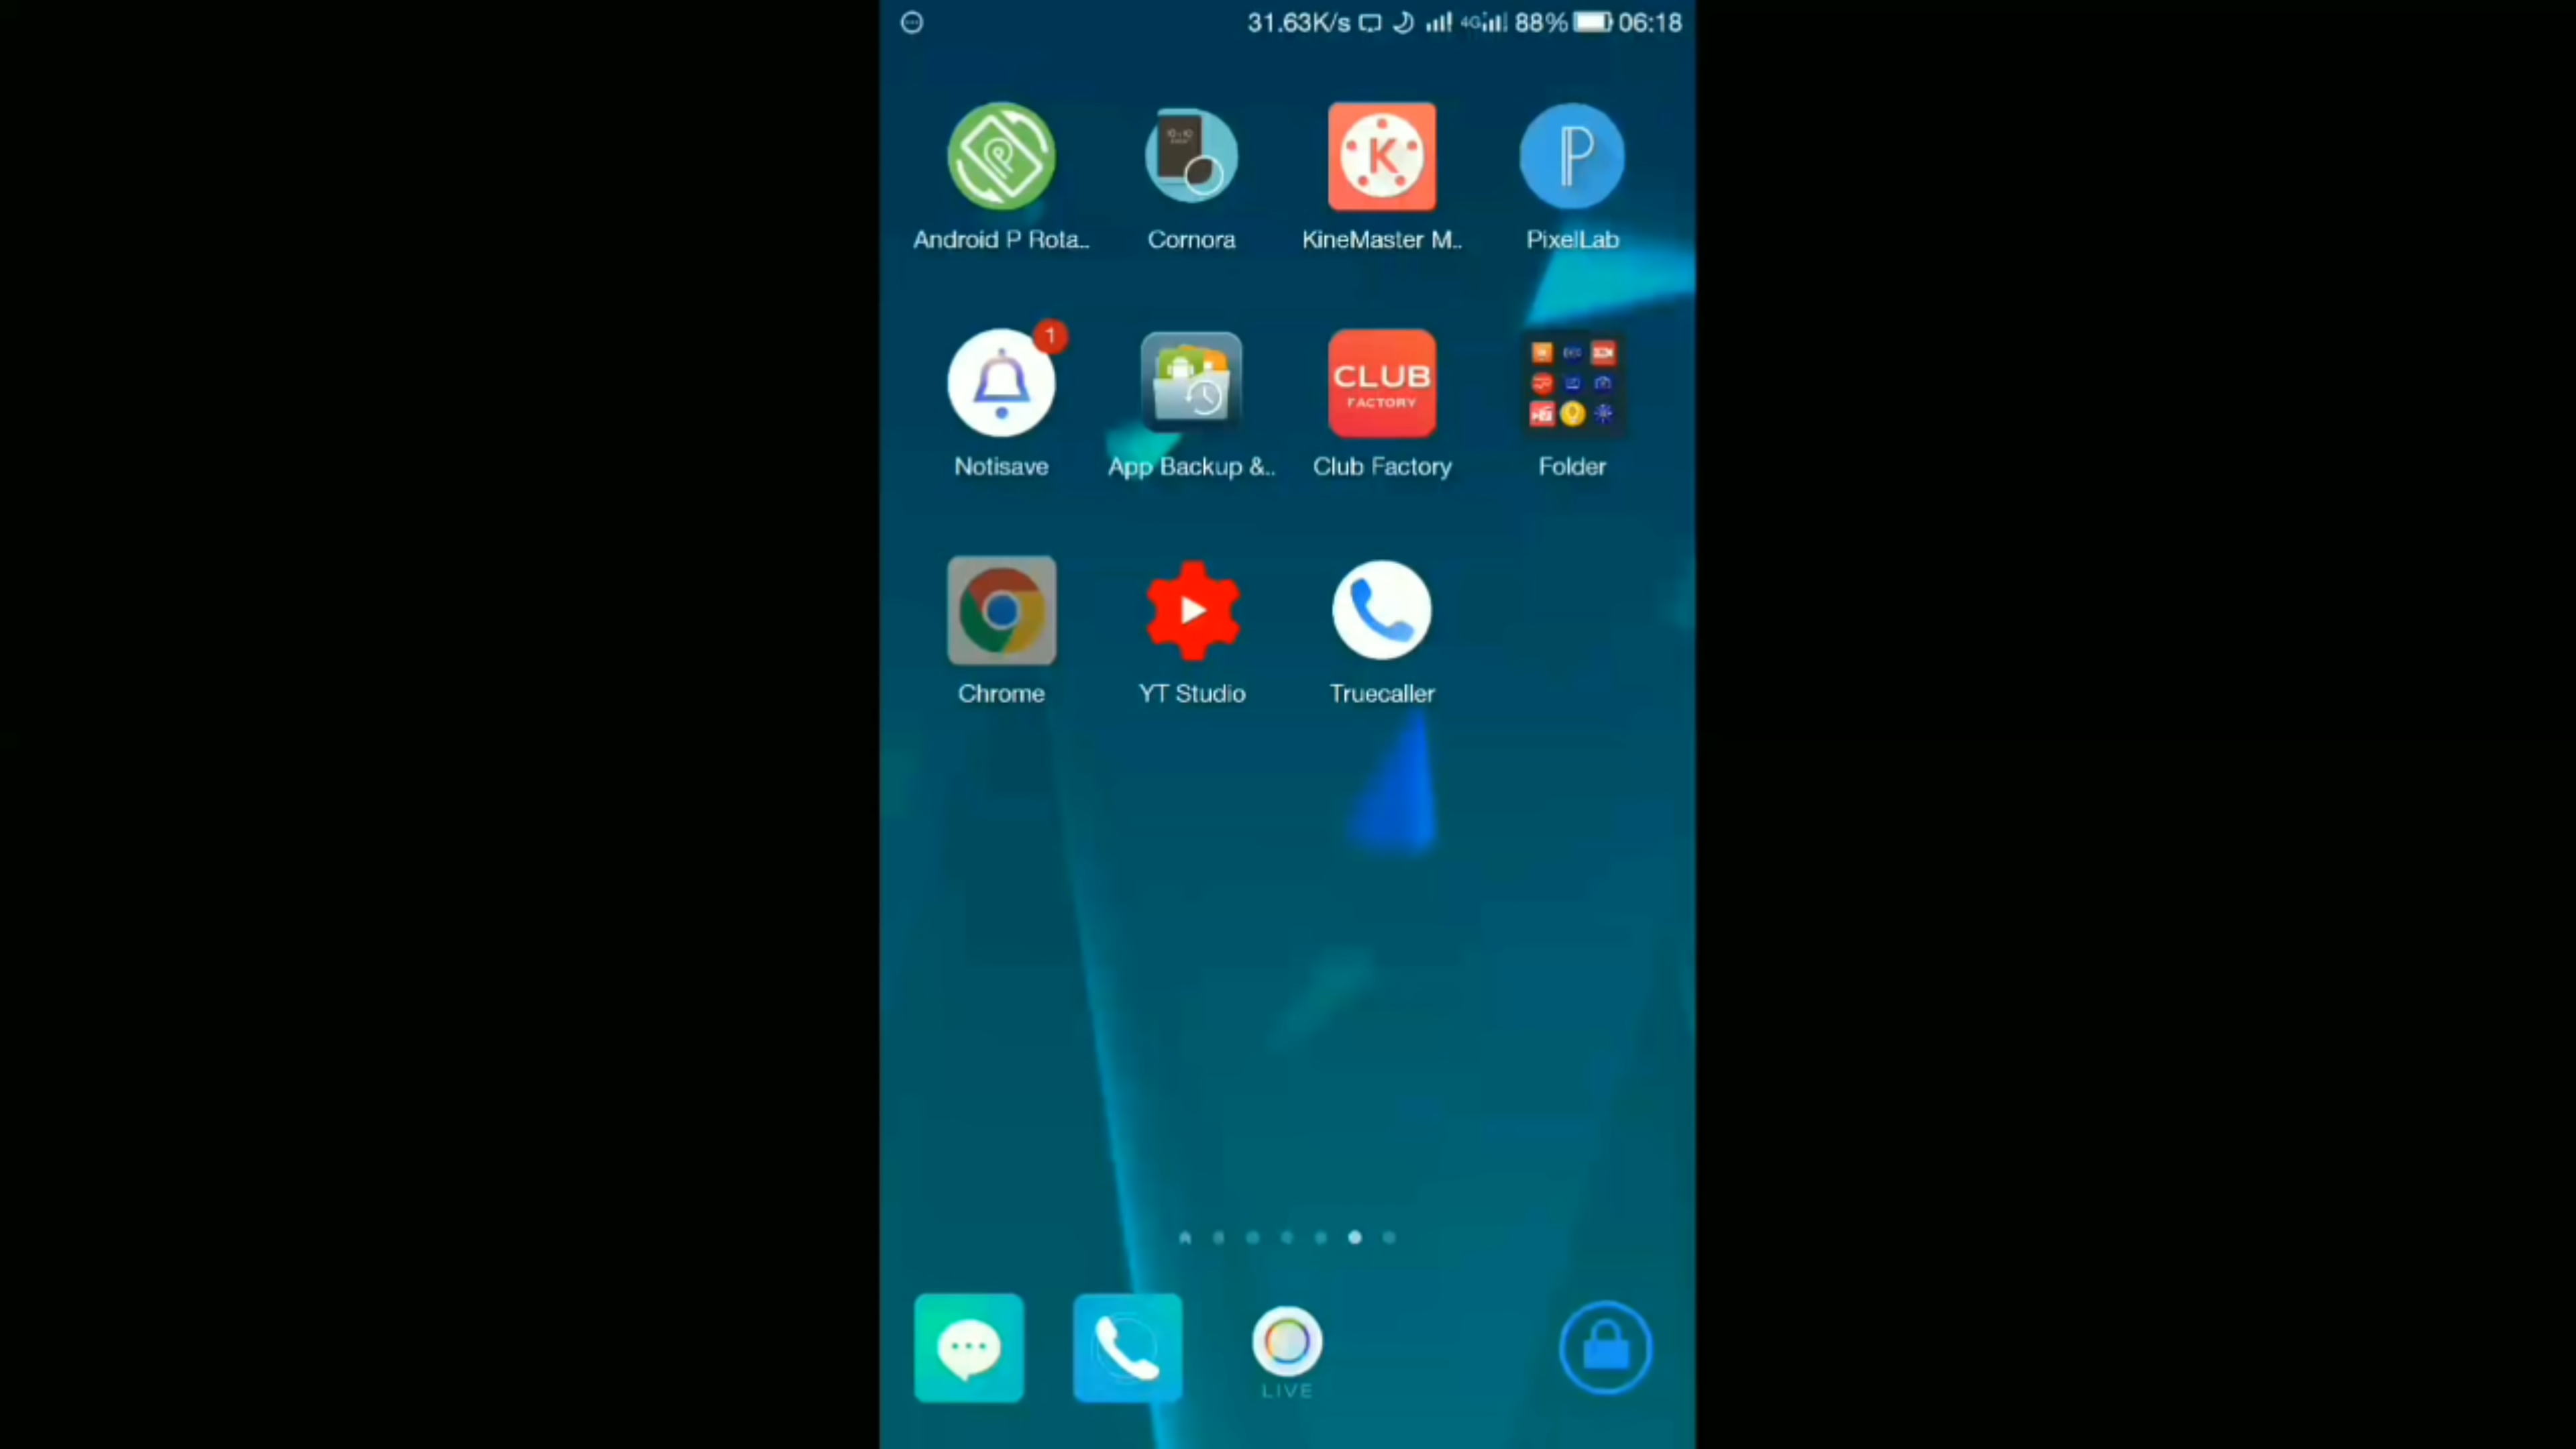 31.63K/s 4G 88% 06:18
Android P Rota.. Cornora KineMaster M.. PixelLab
1
CLUB
FACTORY
Notisave App Backup &.. Club Factory Folder
Chrome YT Studio Truecaller
LIVE